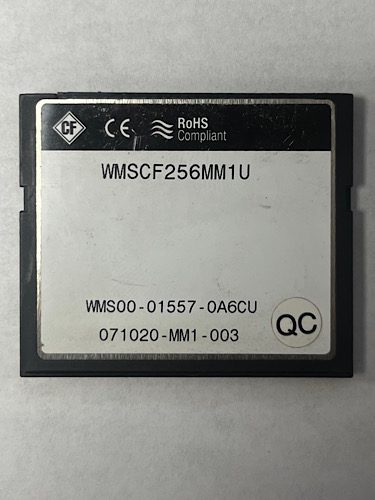 CF CE RoHS
Compliant
WMSCF256MM1U
WMS00-01557-0A6CU
071020-MM1-003
QC